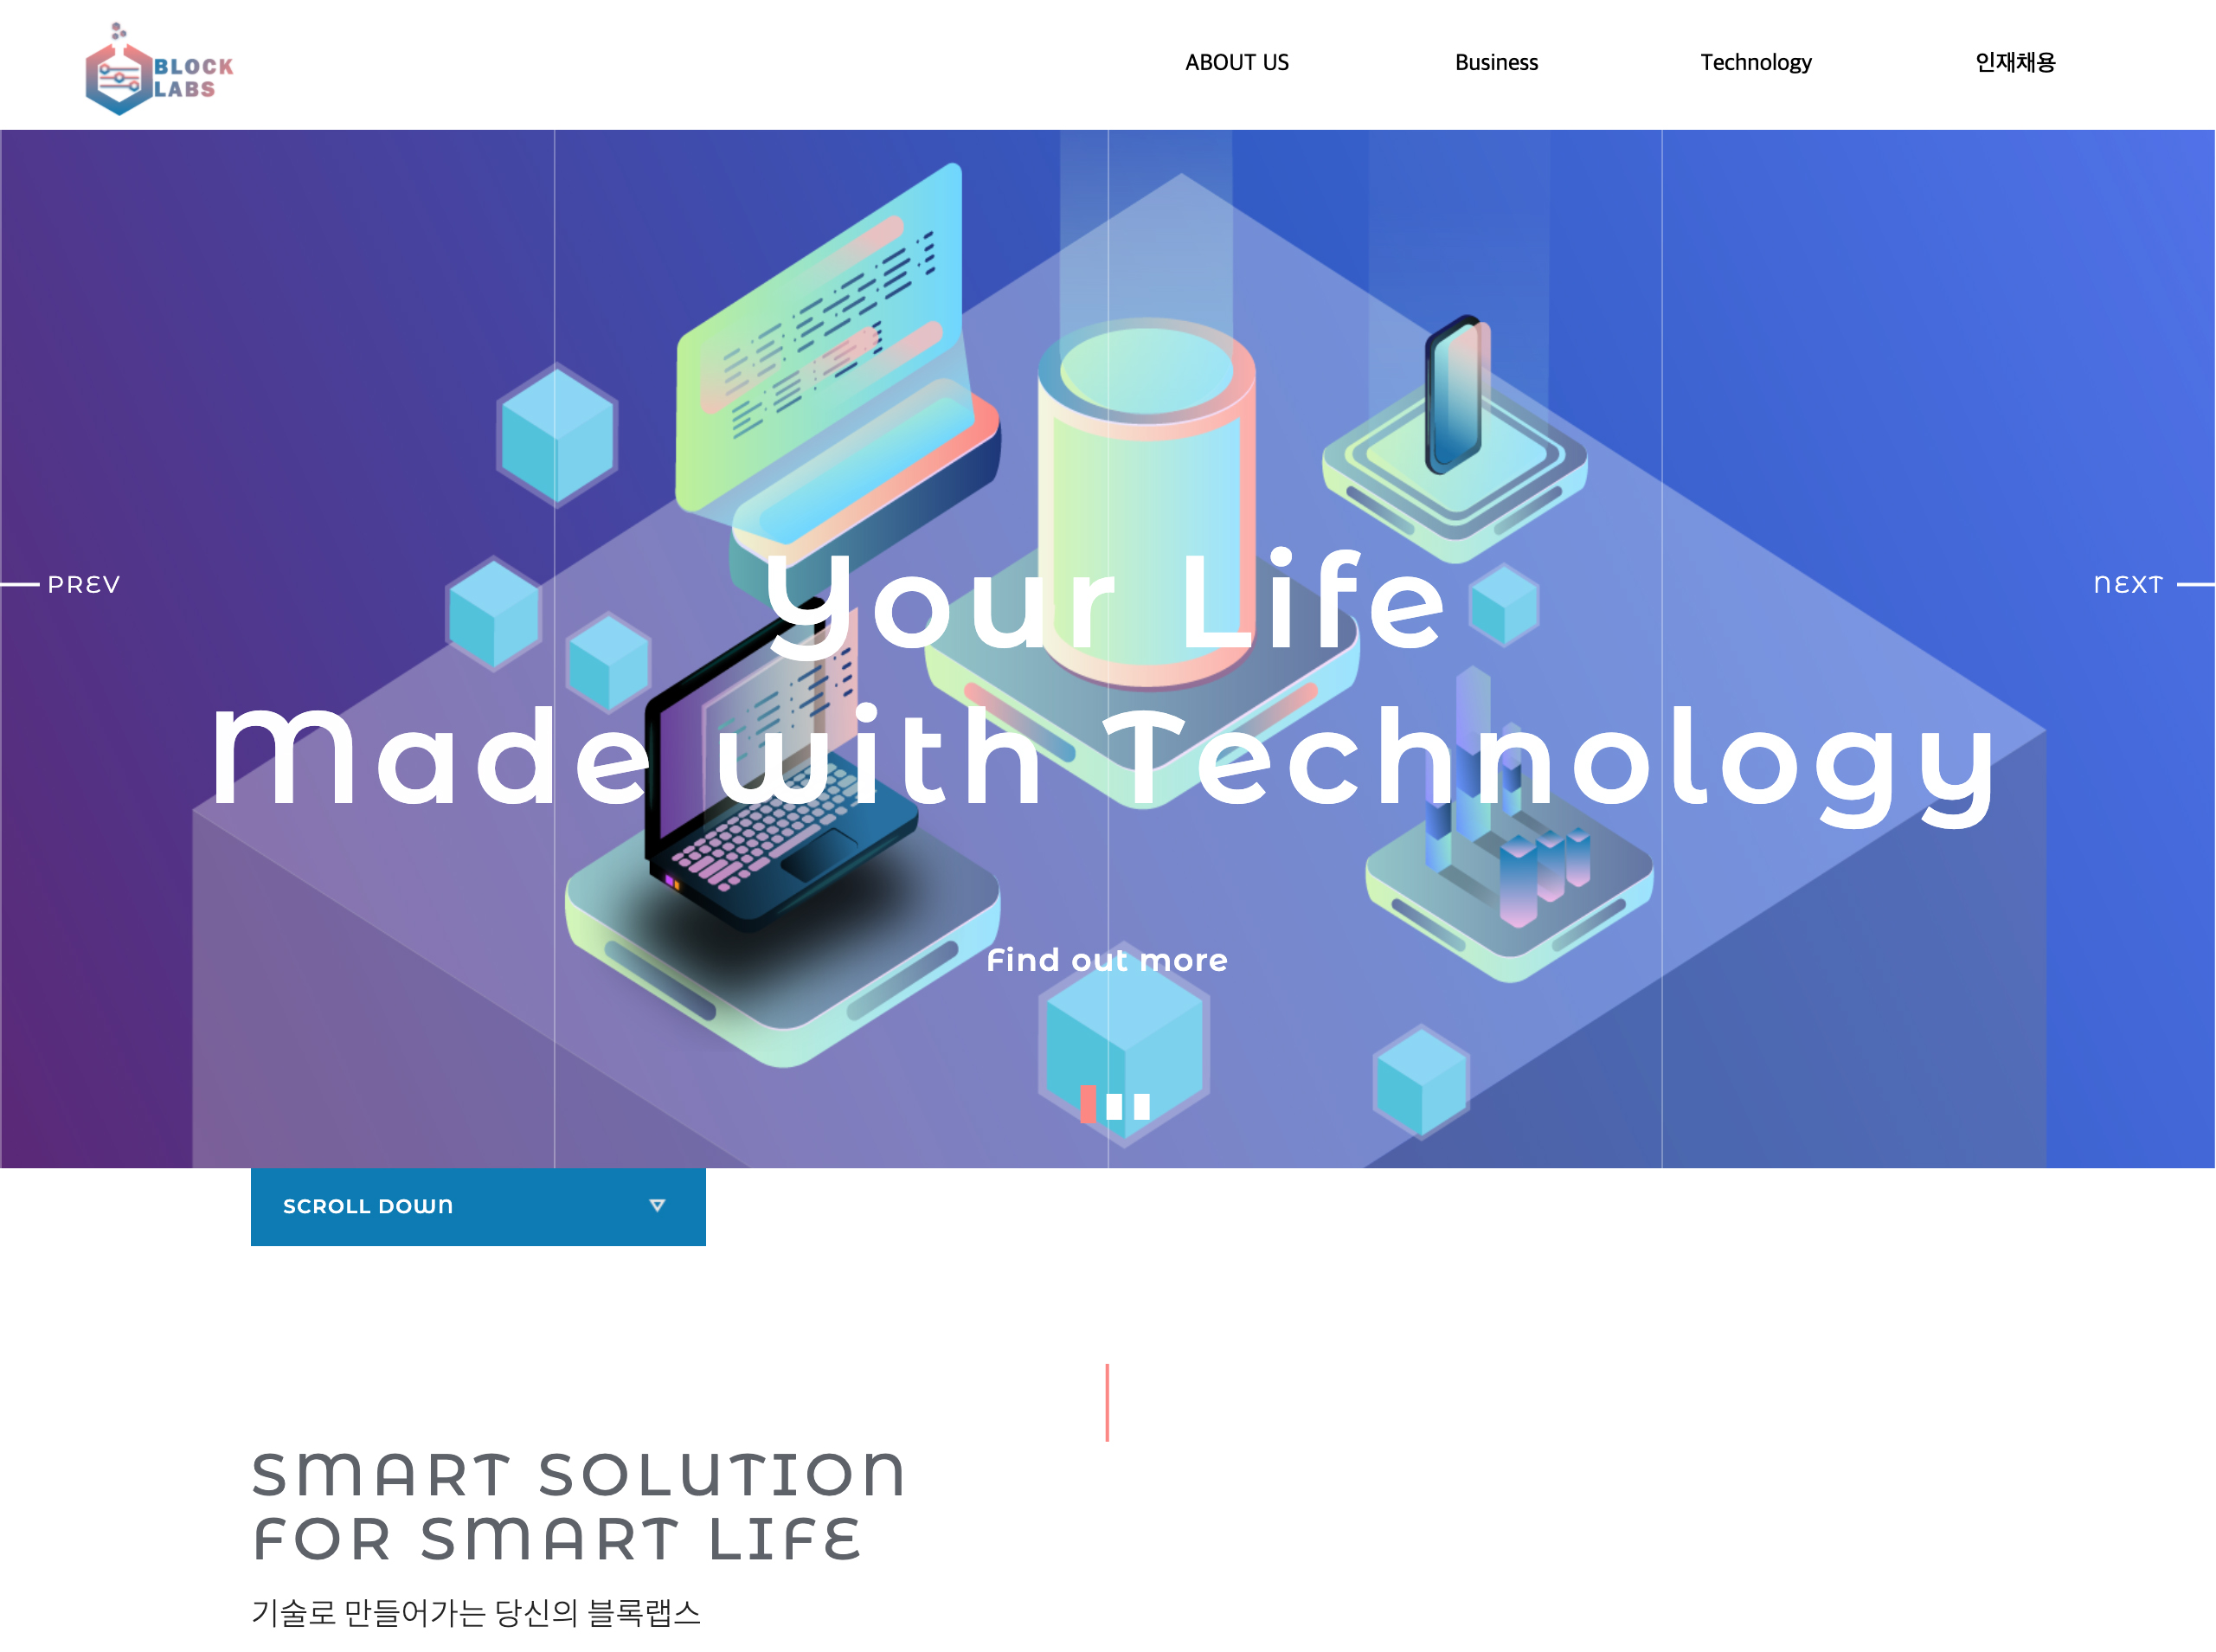 BLOCK
LABS
ABOUT US
Business
Technology
인재채용
PREV
NEXT
Your Life
Made with Technology
Find out more
SCROLL DOWN
SMART SOLUTION
FOR SMART LIFE
기술로 만들어가는 당신의 블록랩스